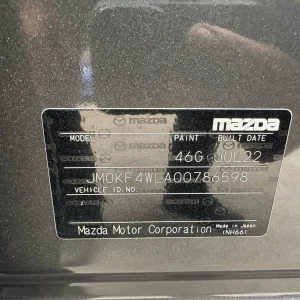 mazda
MODEL PAINT BUILT DATE
46G JUL22
JM0KF4WLA00786598
VEHICLE ID.NO.
Mazda Motor Corporation Made in Japan
(NH66)